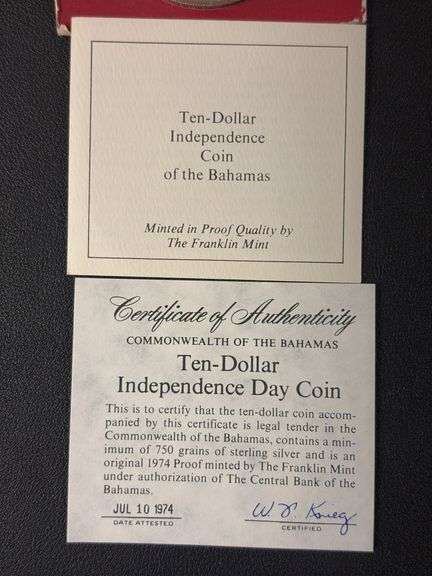 Ten-Dollar
Independence
Coin
of the Bahamas
Minted in Proof Quality by
The Franklin Mint
Certificate of Authenticity
COMMONWEALTH OF THE BAHAMAS
Ten-Dollar
Independence Day Coin
This is to certify that the ten-dollar coin accom-
panied by this certificate is legal tender in the
Commonwealth of the Bahamas, contains a min-
imum of 750 grains of sterling silver and is an
original 1974 Proof minted by The Franklin Mint
under authorization of The Central Bank of the
Bahamas.
JUL 10 1974
DATE ATTESTED
CERTIFIED